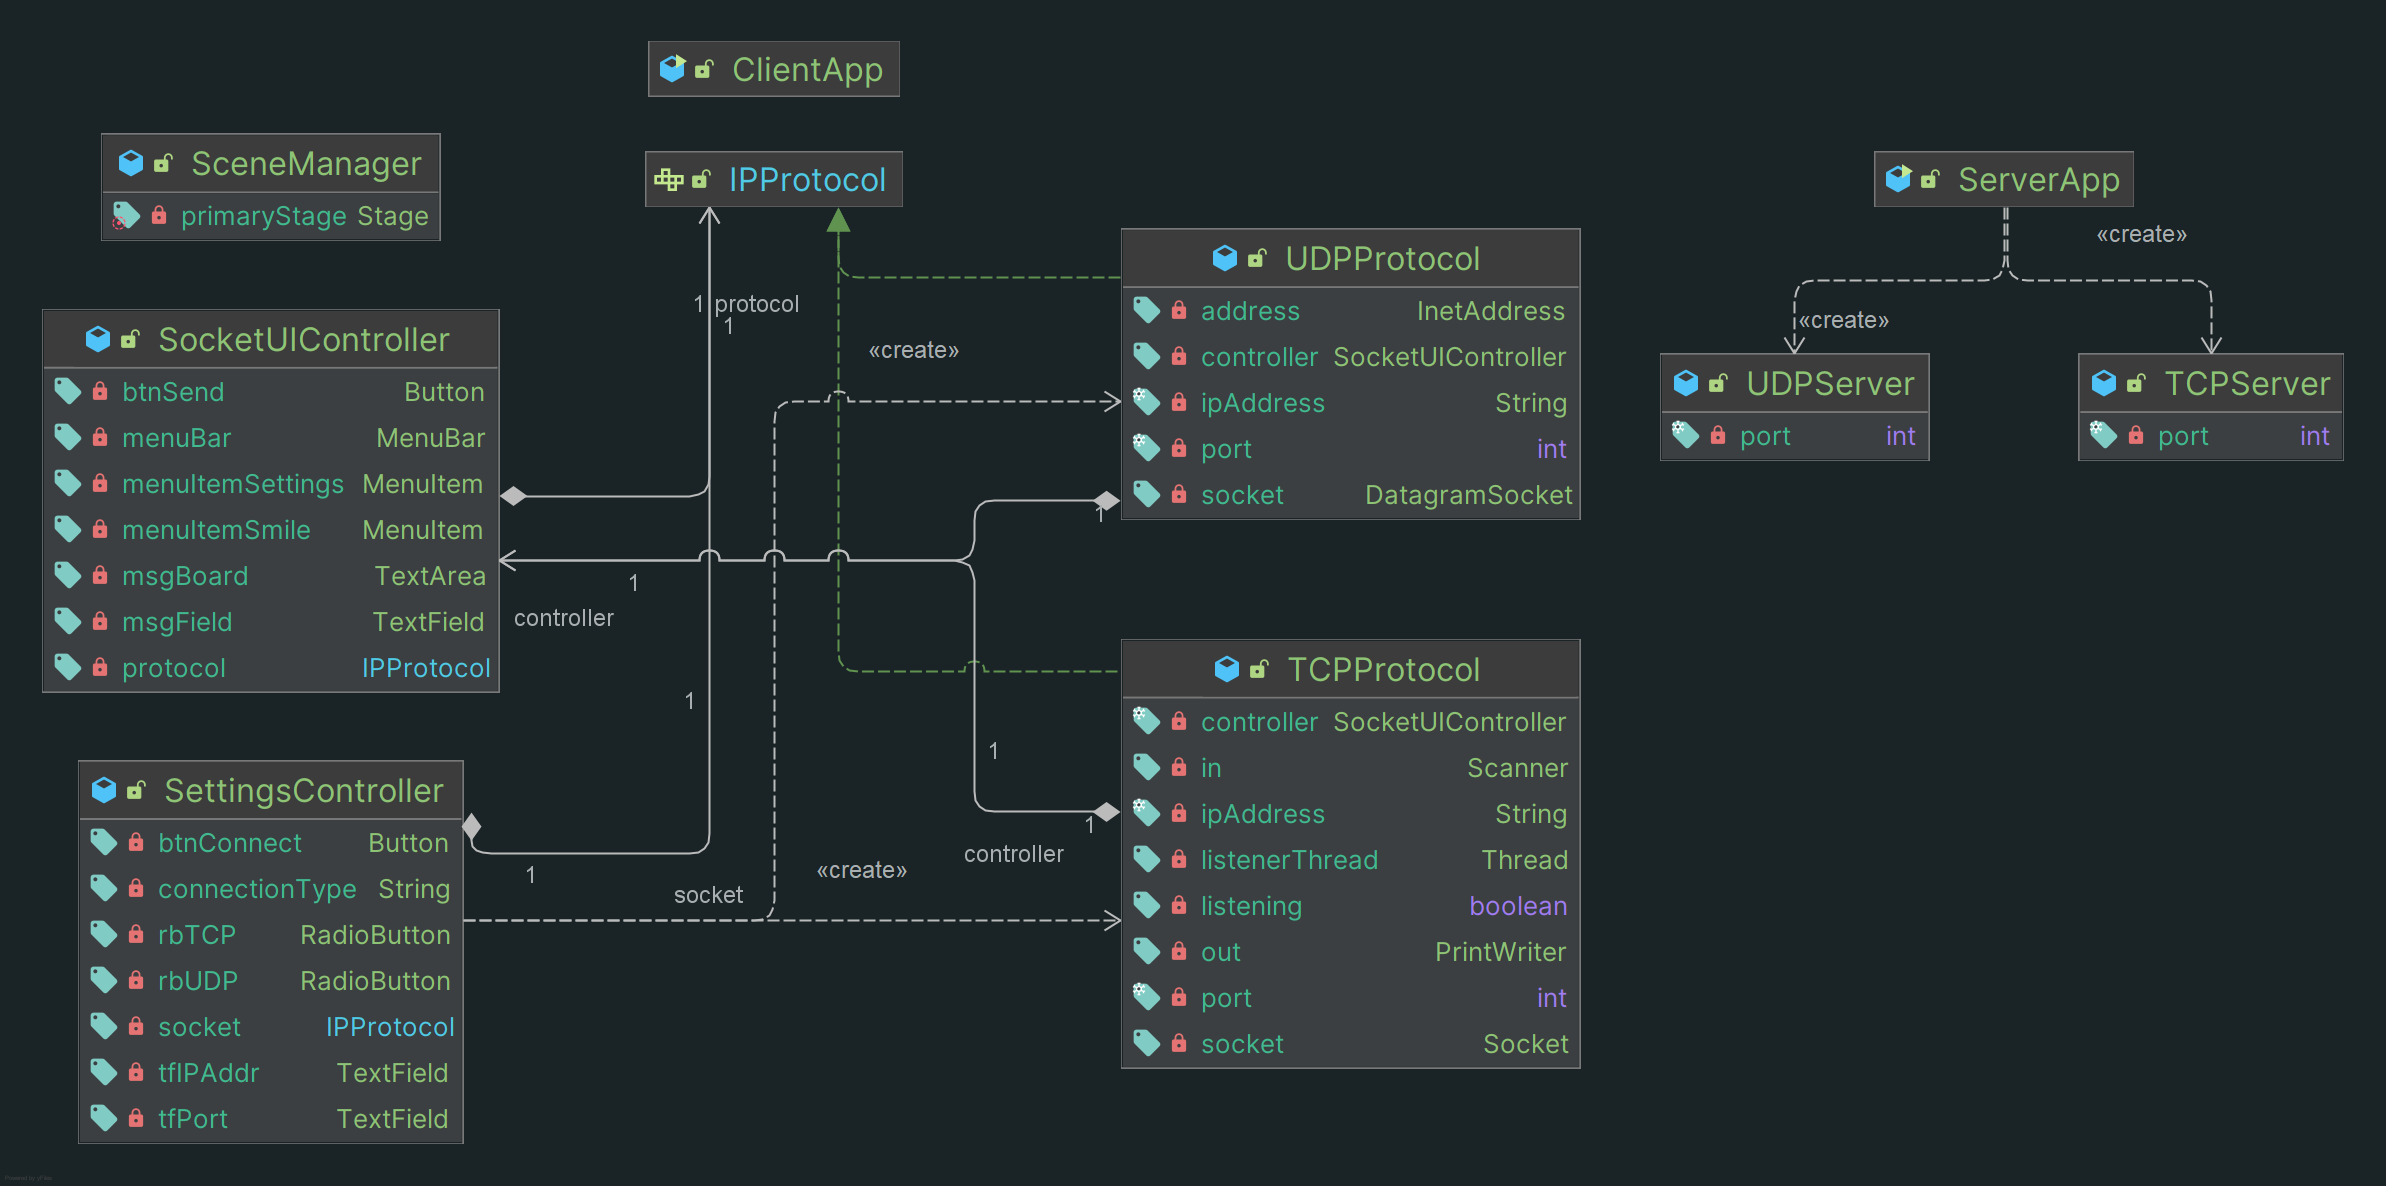 ClientApp
SceneManager
primaryStage Stage
IPProtocol
ServerApp
«create»
«create»
UDPServer
port int
TCPServer
port int
UDPProtocol
address InetAddress
controller SocketUIController
ipAddress String
port int
socket DatagramSocket
1 protocol
1
«create»
SocketUIController
btnSend Button
menuBar MenuBar
menuItemSettings MenuItem
menuItemSmile MenuItem
msgBoard TextArea
msgField TextField
protocol IPProtocol
1
1
controller
1
1
TCPProtocol
controller SocketUIController
in Scanner
ipAddress String
listenerThread Thread
listening boolean
out PrintWriter
port int
socket Socket
1
controller
SettingsController
btnConnect Button
connectionType String
rbTCP RadioButton
rbUDP RadioButton
socket IPProtocol
tfIPAddr TextField
tfPort TextField
1
«create»
socket
Powered by yFiles